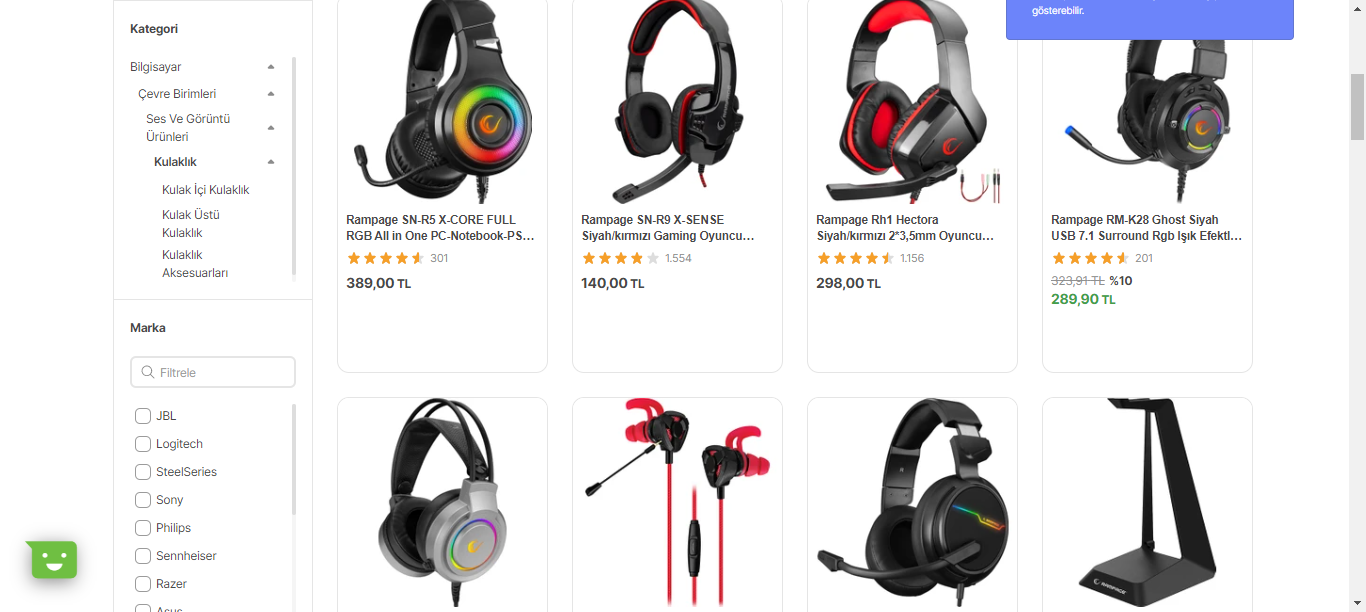 gösterebilir.
Kategori
Bilgisayar
Çevre Birimleri
Ses Ve Görüntü
Ürünleri
Kulaklık
Kulak İçi Kulaklık
Kulak Üstü
Kulaklık
Kulaklık
Aksesuarları
Marka
Filtrele
JBL
Logitech
SteelSeries
Sony
Philips
Sennheiser
Razer
Asus
Rampage SN-R5 X-CORE FULL
RGB All in One PC-Notebook-PS...
301
389,00 TL
Rampage SN-R9 X-SENSE
Siyah/kırmızı Gaming Oyuncu...
1.554
140,00 TL
Rampage Rh1 Hectora
Siyah/kırmızı 2*3,5mm Oyuncu...
1.156
298,00 TL
Rampage RM-K28 Ghost Siyah
USB 7.1 Surround Rgb Işık Efektl...
201
323,91 TL %10
289,90 TL
RAMPAGE